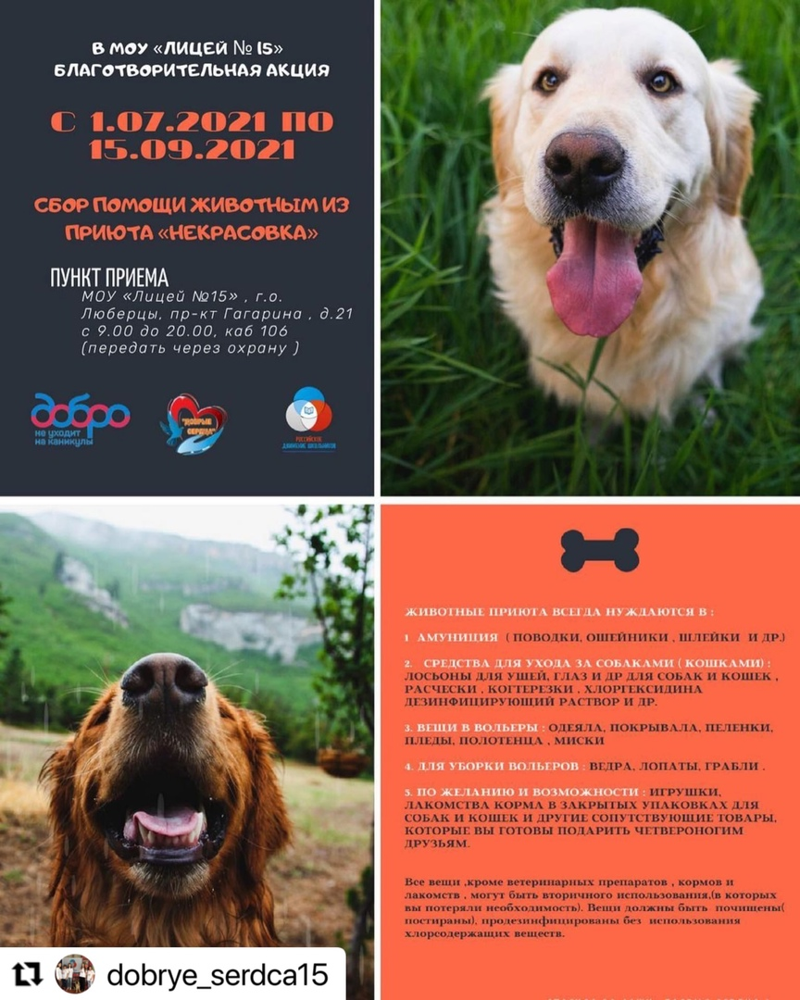 В МОУ «ЛИЦЕЙ № 15»
БЛАГОТВОРИТЕЛЬНАЯ АКЦИЯ
С 1.07.2021 ПО
15.09.2021
СБОР ПОМОЩИ ЖИВОТНЫМ ИЗ
ПРИЮТА «НЕКРАСОВКА»
ПУНКТ ПРИЕМА
МОУ «Лицей №15» , г.о.
Люберцы, пр-кт Гагарина , д.21
с 9.00 до 20.00, каб 106
(передать через охрану )
добро
не уходит
на каникулы
"ДОБРЫЕ
СЕРДЦА"
РОССИЙСКОЕ
ДВИЖЕНИЕ ШКОЛЬНИКОВ
ЖИВОТНЫЕ ПРИЮТА ВСЕГДА НУЖДАЮТСЯ В :
1 АМУНИЦИЯ ( ПОВОДКИ, ОШЕЙНИКИ , ШЛЕЙКИ И ДР.)
2. СРЕДСТВА ДЛЯ УХОДА ЗА СОБАКАМИ ( КОШКАМИ) :
ЛОСЬОНЫ ДЛЯ УШЕЙ, ГЛАЗ И ДР ДЛЯ СОБАК И КОШЕК ,
РАСЧЕСКИ , КОГТЕРЕЗКИ , ХЛОРГЕКСИДИНА
ДЕЗИНФИЦИРУЮЩИЙ РАСТВОР И ДР.
3. ВЕЩИ В ВОЛЬЕРЫ : ОДЕЯЛА, ПОКРЫВАЛА, ПЕЛЕНКИ,
ПЛЕДЫ, ПОЛОТЕНЦА , МИСКИ
4. ДЛЯ УБОРКИ ВОЛЬЕРОВ : ВЕДРА, ЛОПАТЫ, ГРАБЛИ .
5. ПО ЖЕЛАНИЮ И ВОЗМОЖНОСТИ : ИГРУШКИ,
ЛАКОМСТВА КОРМА В ЗАКРЫТЫХ УПАКОВКАХ ДЛЯ
СОБАК И КОШЕК И ДРУГИЕ СОПУТСТВУЮЩИЕ ТОВАРЫ,
КОТОРЫЕ ВЫ ГОТОВЫ ПОДАРИТЬ ЧЕТВЕРОНОГИМ
ДРУЗЬЯМ.
Все вещи ,кроме ветеринарных препаратов , кормов и
лакомств , могут быть вторичного использования,(в которых
вы потеряли необходимость). Вещи должны быть почищены(
постираны), продезинфицированы без использования
хлорсодержащих веществ.
dobrye_serdca15